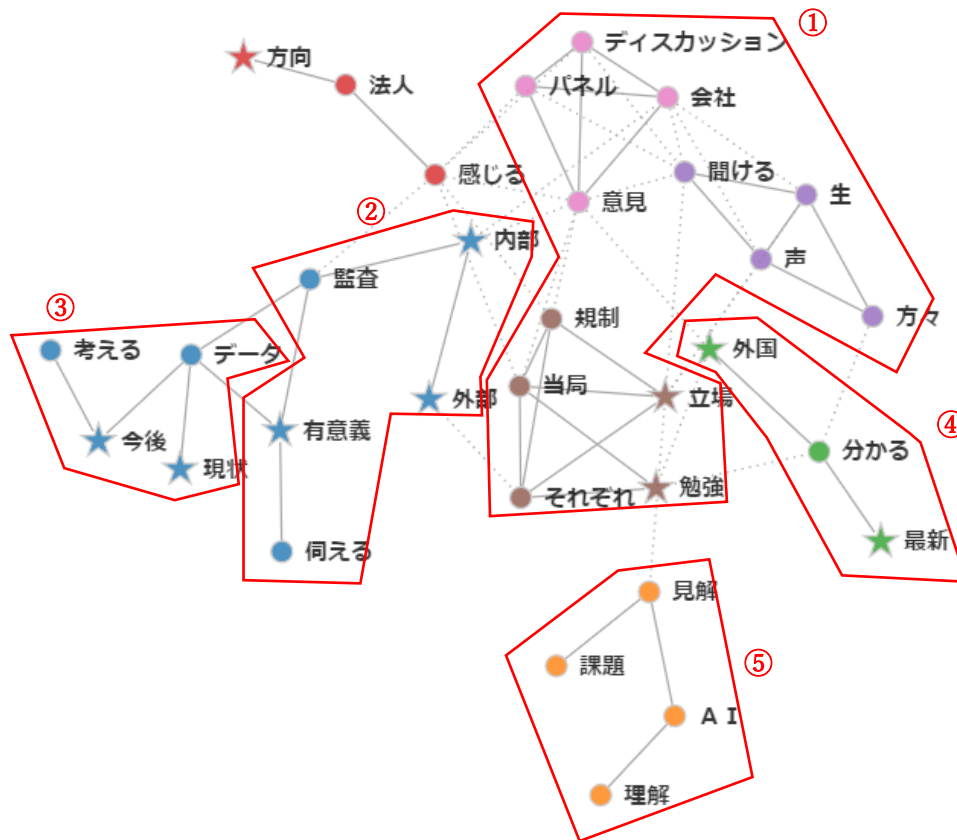 ①
ディスカッション
方向
パネル
法人
会社
聞ける
感じる
生
意見
②
内部
声
監査
③
規制
方々
考える
データ
外国
当局
立場
外部
④
今後
有意義
分かる
現状
それぞれ
勉強
最新
伺える
見解
課題
⑤
ＡＩ
理解